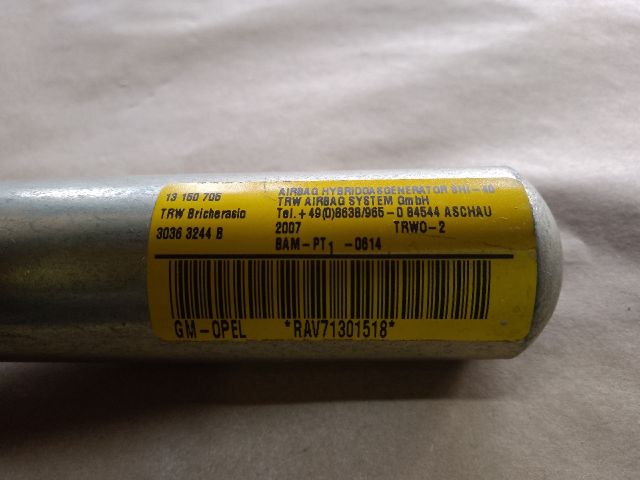 13 150 705 AIRBAG HYBRIDGASGENERATOR SHI-40
TRW AIRBAG SYSTEM GmbH
TRW Bricherasio Tel.+49(0)8638/965-0 84544 ASCHAU
3036 3244 B 2007 TRWO-2
BAM-PT1 -0614
GM-OPEL *RAV71301518*